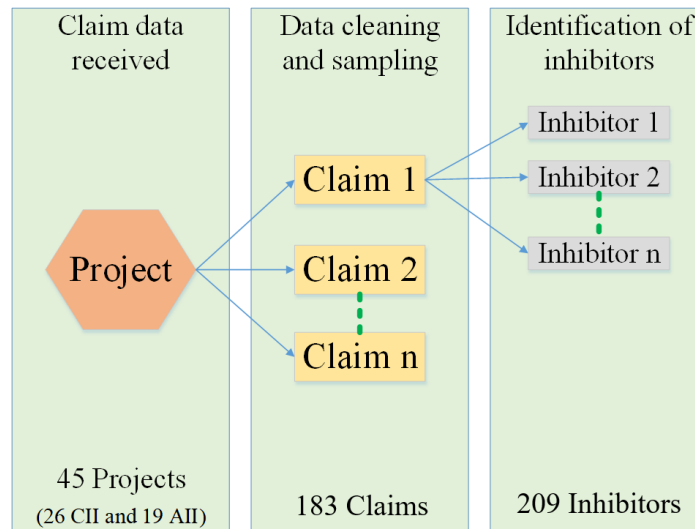 Claim data
received
Project
45 Projects
(26 CII and 19 AII)
Data cleaning
and sampling
Claim 1
Claim 2
Claim n
183 Claims
Identification of
inhibitors
Inhibitor 1
Inhibitor 2
Inhibitor n
209 Inhibitors